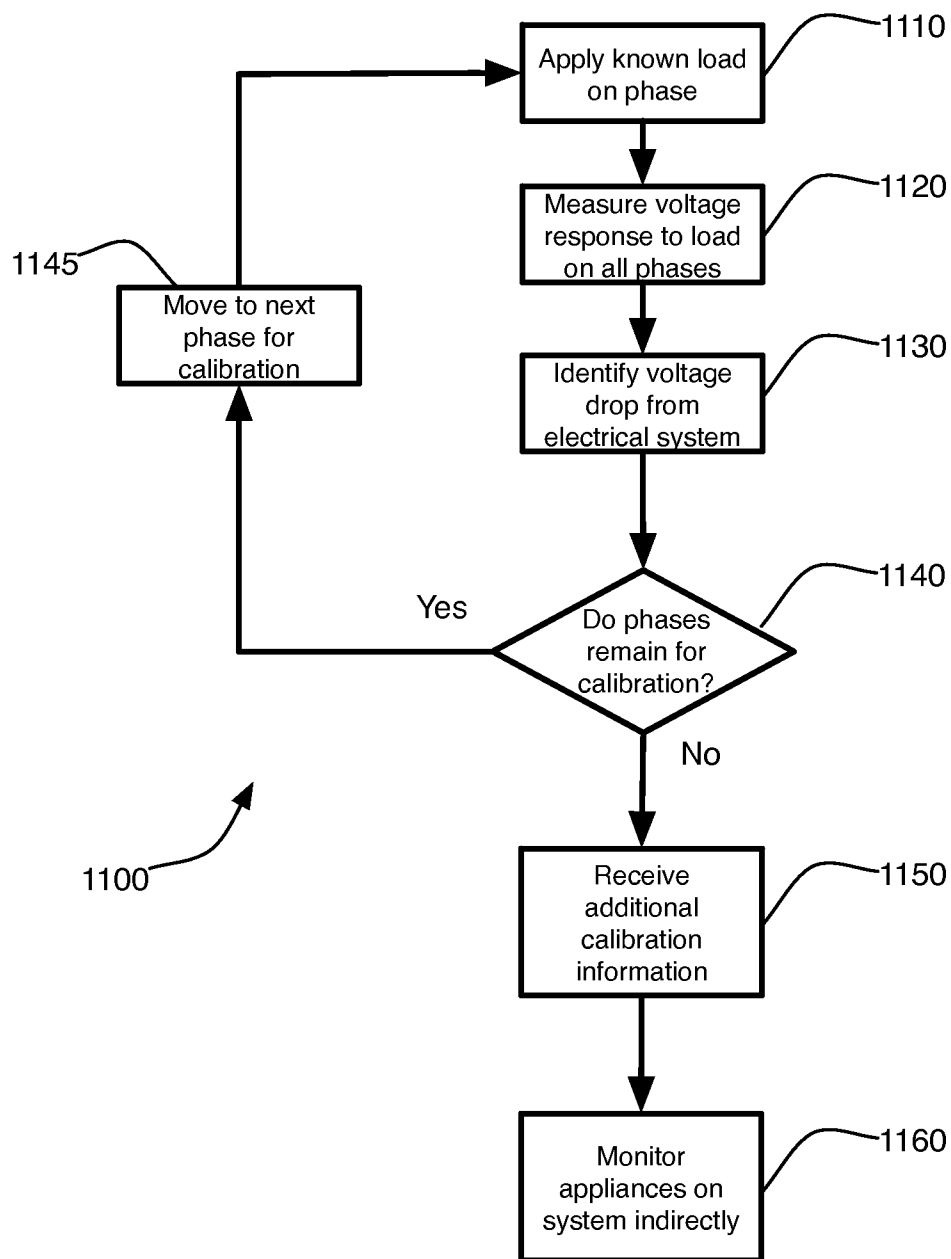 1110
Apply known load
on phase
1120
Measure voltage
response to load
on all phases
1145
Move to next
phase for
calibration
1130
Identify voltage
drop from
electrical system
1140
Yes
Do phases
remain for
calibration?
No
1100
1150
Receive
additional
calibration
information
1160
Monitor
appliances on
system indirectly